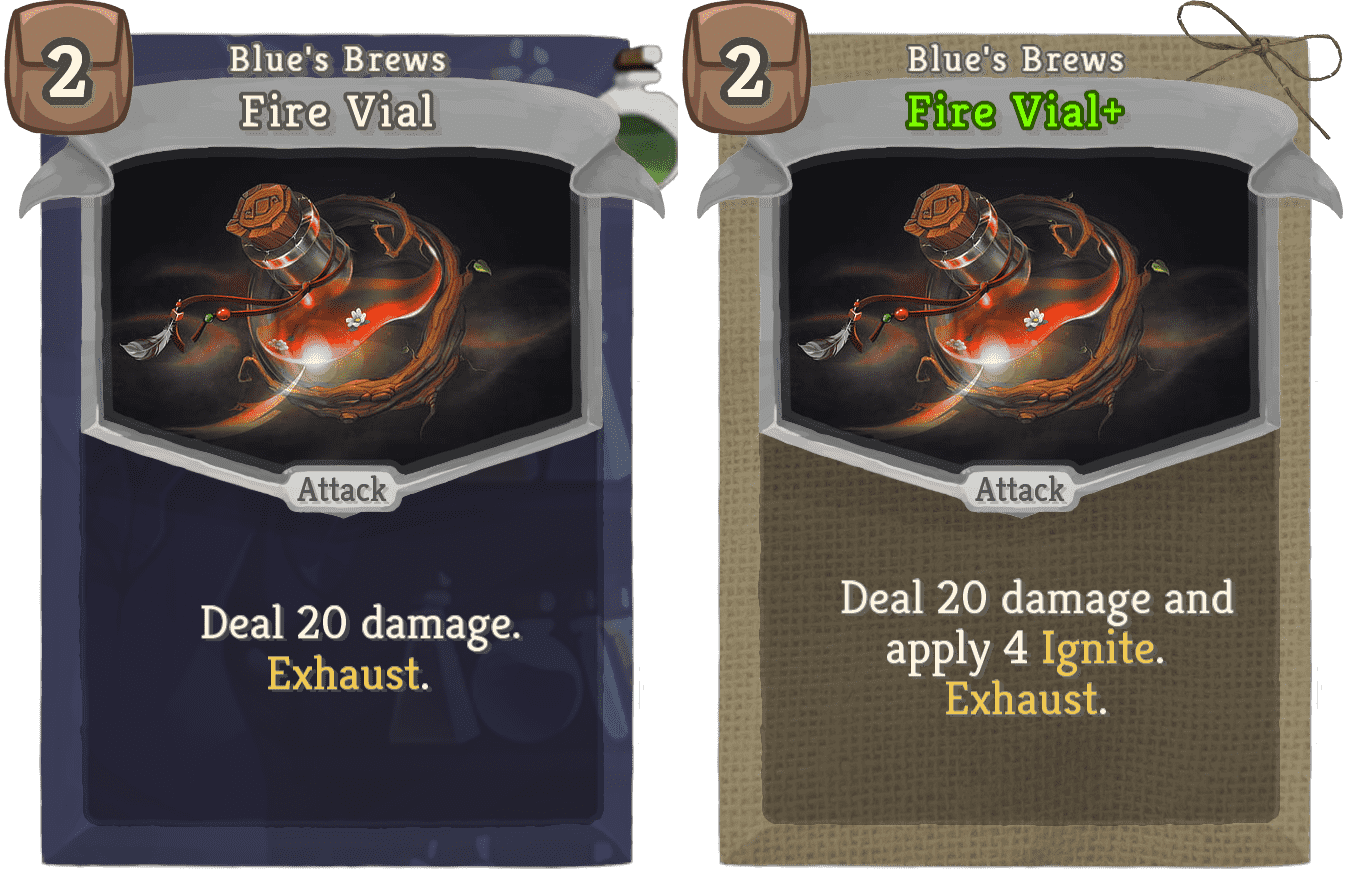 2
Blue's Brews
Fire Vial
Attack
Deal 20 damage.
Exhaust.
2
Blue's Brews
Fire Vial+
Attack
Deal 20 damage and
apply 4 Ignite.
Exhaust.